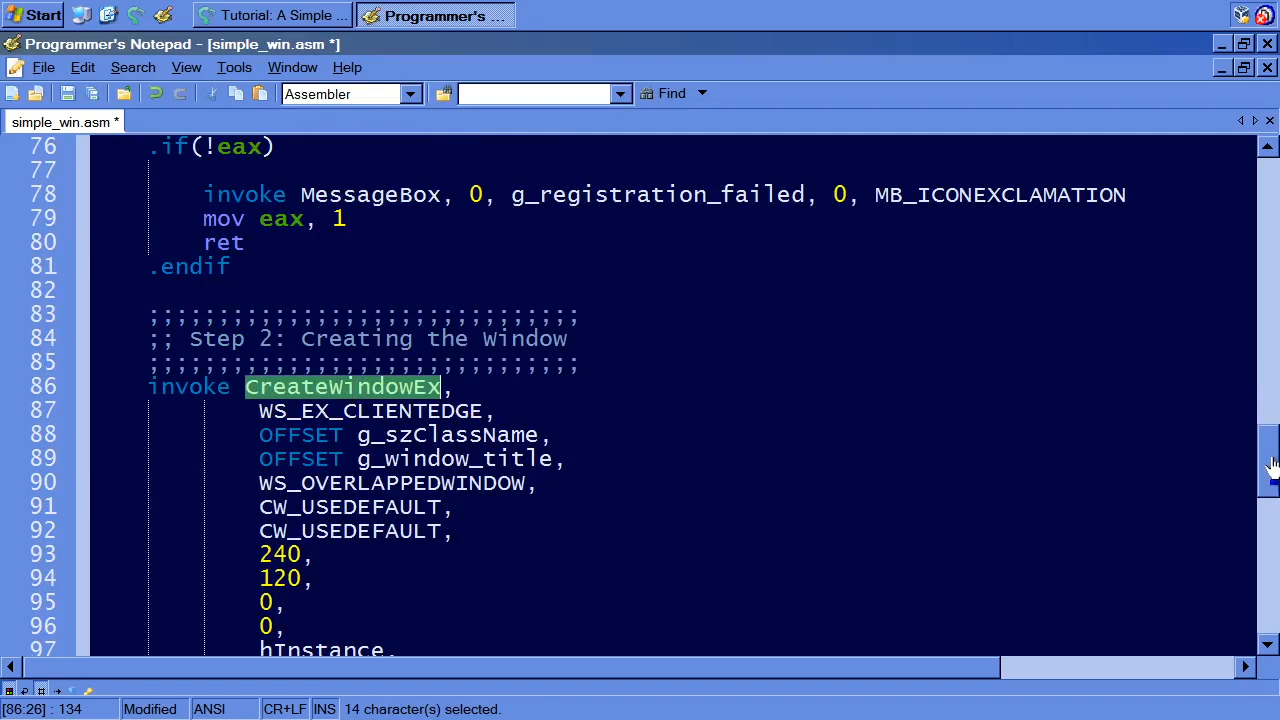 Start
Tutorial: A Simple ...
Programmer's ...
Programmer's Notepad - [simple_win.asm *]
File Edit Search View Tools Window Help
Assembler
Find
simple_win.asm *
76 .if(!eax)
77
78 invoke MessageBox, 0, g_registration_failed, 0, MB_ICONEXCLAMATION
79 mov eax, 1
80 ret
81 .endif
82
83 ;;;;;;;;;;;;;;;;;;;;;;;;;;;;;;;
84 ;; Step 2: Creating the Window
85 ;;;;;;;;;;;;;;;;;;;;;;;;;;;;;;;
86 invoke CreateWindowEx,
87 WS_EX_CLIENTEDGE,
88 OFFSET g_szClassName,
89 OFFSET g_window_title,
90 WS_OVERLAPPEDWINDOW,
91 CW_USEDEFAULT,
92 CW_USEDEFAULT,
93 240,
94 120,
95 0,
96 0,
97 hInstance,
[86:26] : 134 Modified ANSI CR+LF INS 14 character(s) selected.